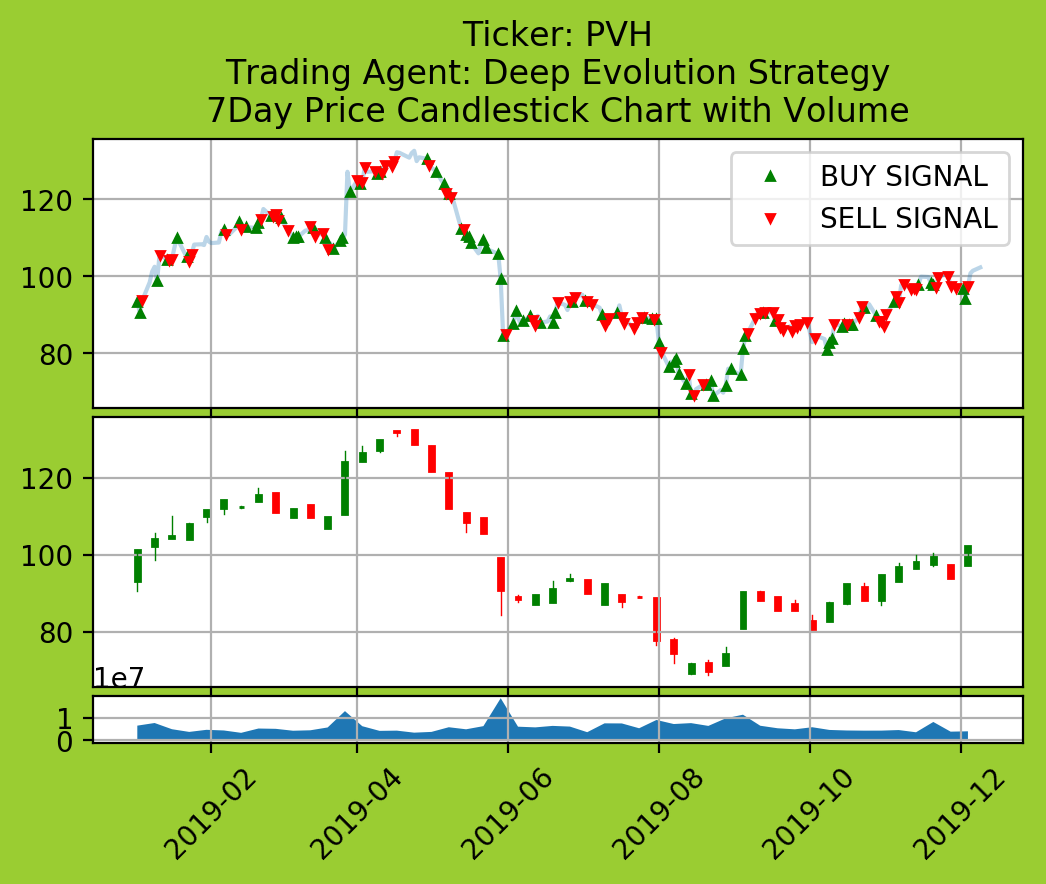 Ticker: PVH
Trading Agent: Deep Evolution Strategy
7Day Price Candlestick Chart with Volume
BUY SIGNAL
SELL SIGNAL
120
100
80
120
100
80
1e7
1
0
2019-02
2019-04
2019-06
2019-08
2019-10
2019-12